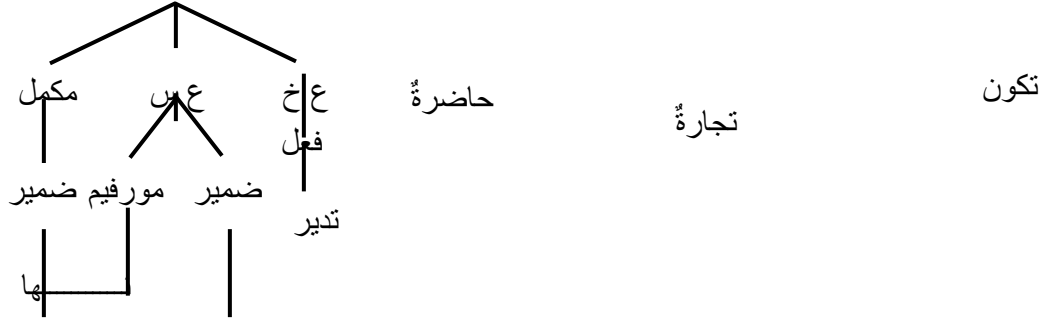 ع خ ع س مكمل حاضرةٌ تجارةٌ تكون
فعل
ضمير مورفيم ضمير
تدير
ها